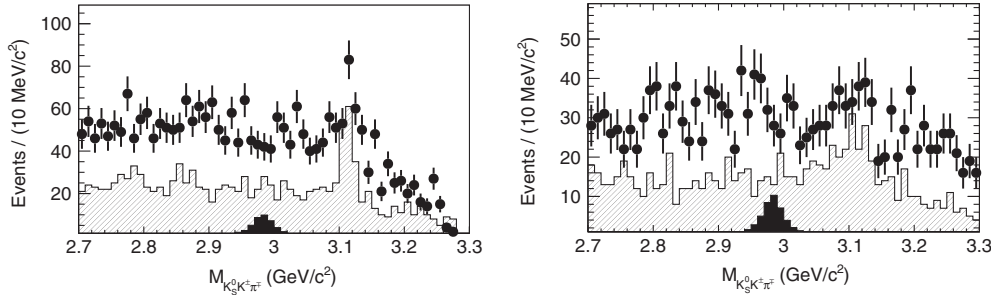 Events / (10 MeV/c²)
100
80
60
40
20
2.7 2.8 2.9 3 3.1 3.2 3.3
M_{K_S^0 K^± π^∓} (GeV/c²)
Events / (10 MeV/c²)
50
40
30
20
10
2.7 2.8 2.9 3 3.1 3.2 3.3
M_{K_S^0 K^± π^∓} (GeV/c²)